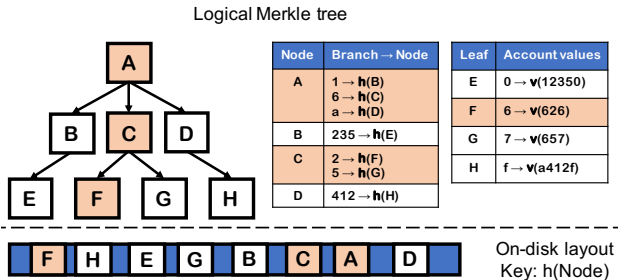 Logical Merkle tree
A
B C D
E F G H
Node Branch → Node
A 1 → h(B)
6 → h(C)
a → h(D)
B 235 → h(E)
C 2 → h(F)
5 → h(G)
D 412 → h(H)
Leaf Account values
E 0 → v(12350)
F 6 → v(626)
G 7 → v(657)
H f → v(a412f)
F H E G B C A D
On-disk layout
Key: h(Node)